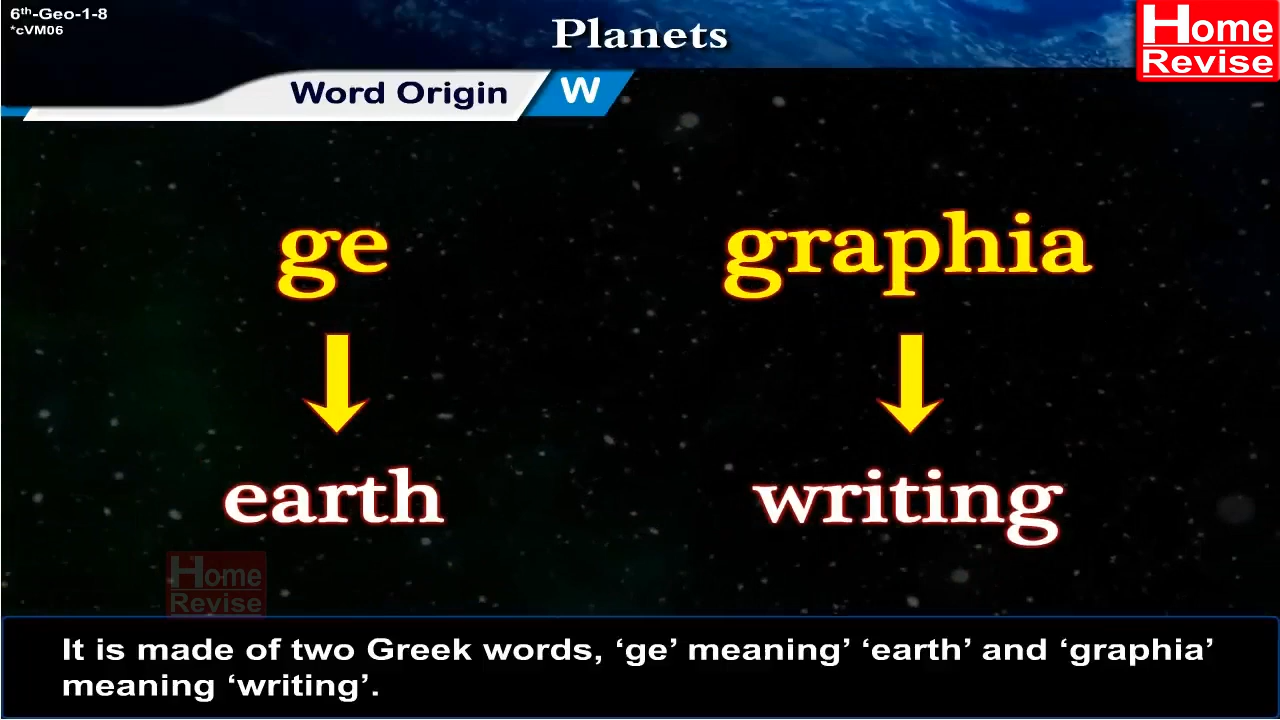 6th-Geo-1-8
*cVM06
Planets
Home
Revise
Word Origin W
ge graphia
earth writing
Home
Revise
It is made of two Greek words, ‘ge’ meaning’ ‘earth’ and ‘graphia’
meaning ‘writing’.